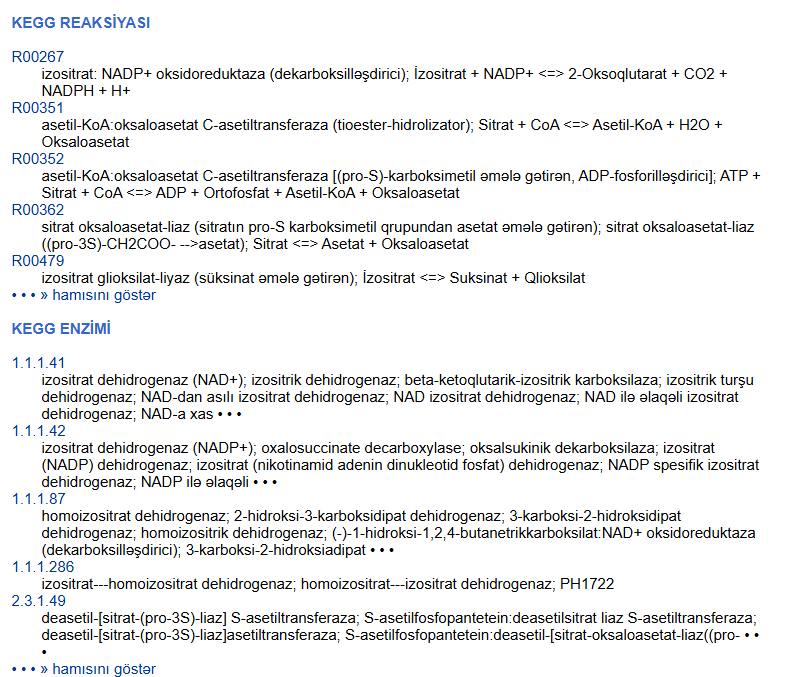 KEGG REAKSİYASI
R00267
izositrat: NADP+ oksidoreduktaza (dekarboksilləşdirici); İzositrat + NADP+ <=> 2-Oksoqlutarat + CO2 +
NADPH + H+
R00351
asetil-KoA:oksaloasetat C-asetiltransferaza (tioester-hidrolizator); Sitrat + CoA <=> Asetil-KoA + H2O +
Oksaloasetat
R00352
asetil-KoA:oksaloasetat C-asetiltransferaza [(pro-S)-karboksimetil əmələ gətirən, ADP-fosforilləşdirici]; ATP +
Sitrat + CoA <=> ADP + Ortofosfat + Asetil-KoA + Oksaloasetat
R00362
sitrat oksaloasetat-liaz (sitratın pro-S karboksimetil qrupundan asetat əmələ gətirən); sitrat oksaloasetat-liaz
((pro-3S)-CH2COO- -->asetat); Sitrat <=> Asetat + Oksaloasetat
R00479
izositrat glioksilat-liyaz (süksinat əmələ gətirən); İzositrat <=> Suksinat + Qlioksilat
• • • » hamısını göstər
KEGG ENZİMİ
1.1.1.41
izositrat dehidrogenaz (NAD+); izositrik dehidrogenaz; beta-ketoqlutarik-izositrik karboksilaza; izositrik turşu
dehidrogenaz; NAD-dan asılı izositrat dehidrogenaz; NAD izositrat dehidrogenaz; NAD ilə əlaqəli izositrat
dehidrogenaz; NAD-a xas • • •
1.1.1.42
izositrat dehidrogenaz (NADP+); oxalosuccinate decarboxylase; oksalsukinik dekarboksilaza; izositrat
(NADP) dehidrogenaz; izositrat (nikotinamid adenin dinukleotid fosfat) dehidrogenaz; NADP spesifik izositrat
dehidrogenaz; NADP ilə əlaqəli • • •
1.1.1.87
homoizositrat dehidrogenaz; 2-hidroksi-3-karboksidipat dehidrogenaz; 3-karboksi-2-hidroksidipat
dehidrogenaz; homoizositrik dehidrogenaz; (-)-1-hidroksi-1,2,4-butanetrikkarboksilat:NAD+ oksidoreduktaza
(dekarboksilləşdirici); 3-karboksi-2-hidroksiadipat • • •
1.1.1.286
izositrat---homoizositrat dehidrogenaz; homoizositrat---izositrat dehidrogenaz; PH1722
2.3.1.49
deasetil-[sitrat-(pro-3S)-liaz] S-asetiltransferaza; S-asetilfosfopantetein:deasetilsitrat liaz S-asetiltransferaza;
deasetil-[sitrat-(pro-3S)-liaz]asetiltransferaza; S-asetilfosfopantetein:deasetil-[sitrat-oksaloasetat-liaz((pro- • •
•
• • • » hamısını göstər